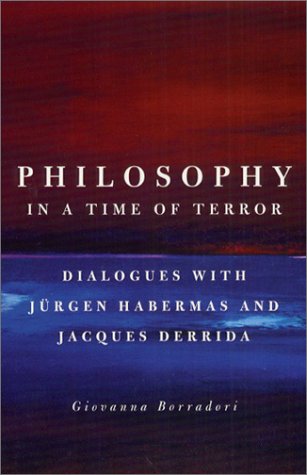 PHILOSOPHY
IN A TIME OF TERROR
DIALOGUES WITH
JÜRGEN HABERMAS AND
JACQUES DERRIDA
Giovanna Borradori